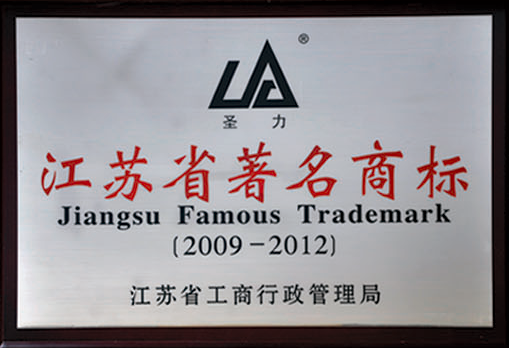 ®
圣力
江苏省著名商标
Jiangsu Famous Trademark
(2009-2012)
江苏省工商行政管理局